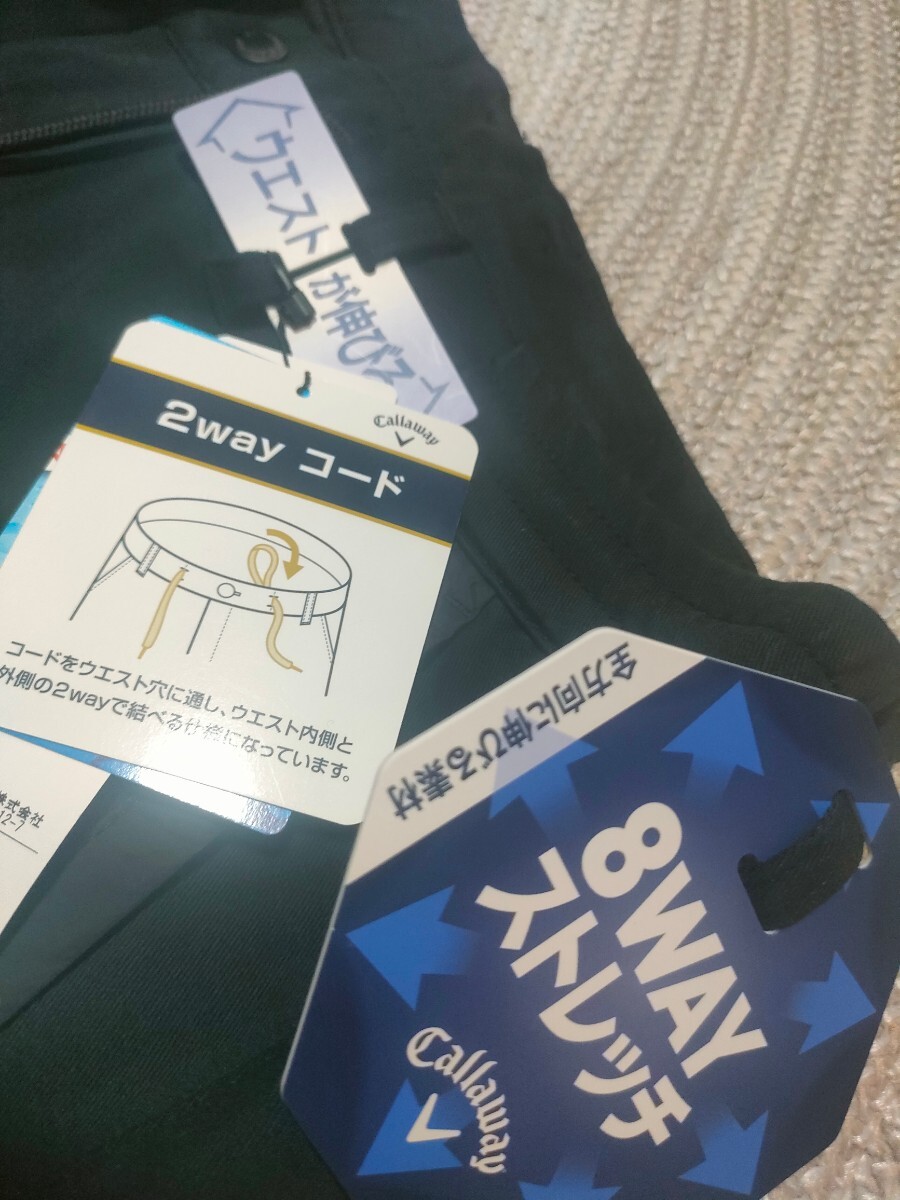 ウエストが伸びる
Callaway
2way コード
コードをウエスト穴に通し、ウエスト内側と
外側の2wayで結べる仕様になっています。
株式会社
12-7
全方向に伸びる素材
8WAY
ストレッチ
Callaway